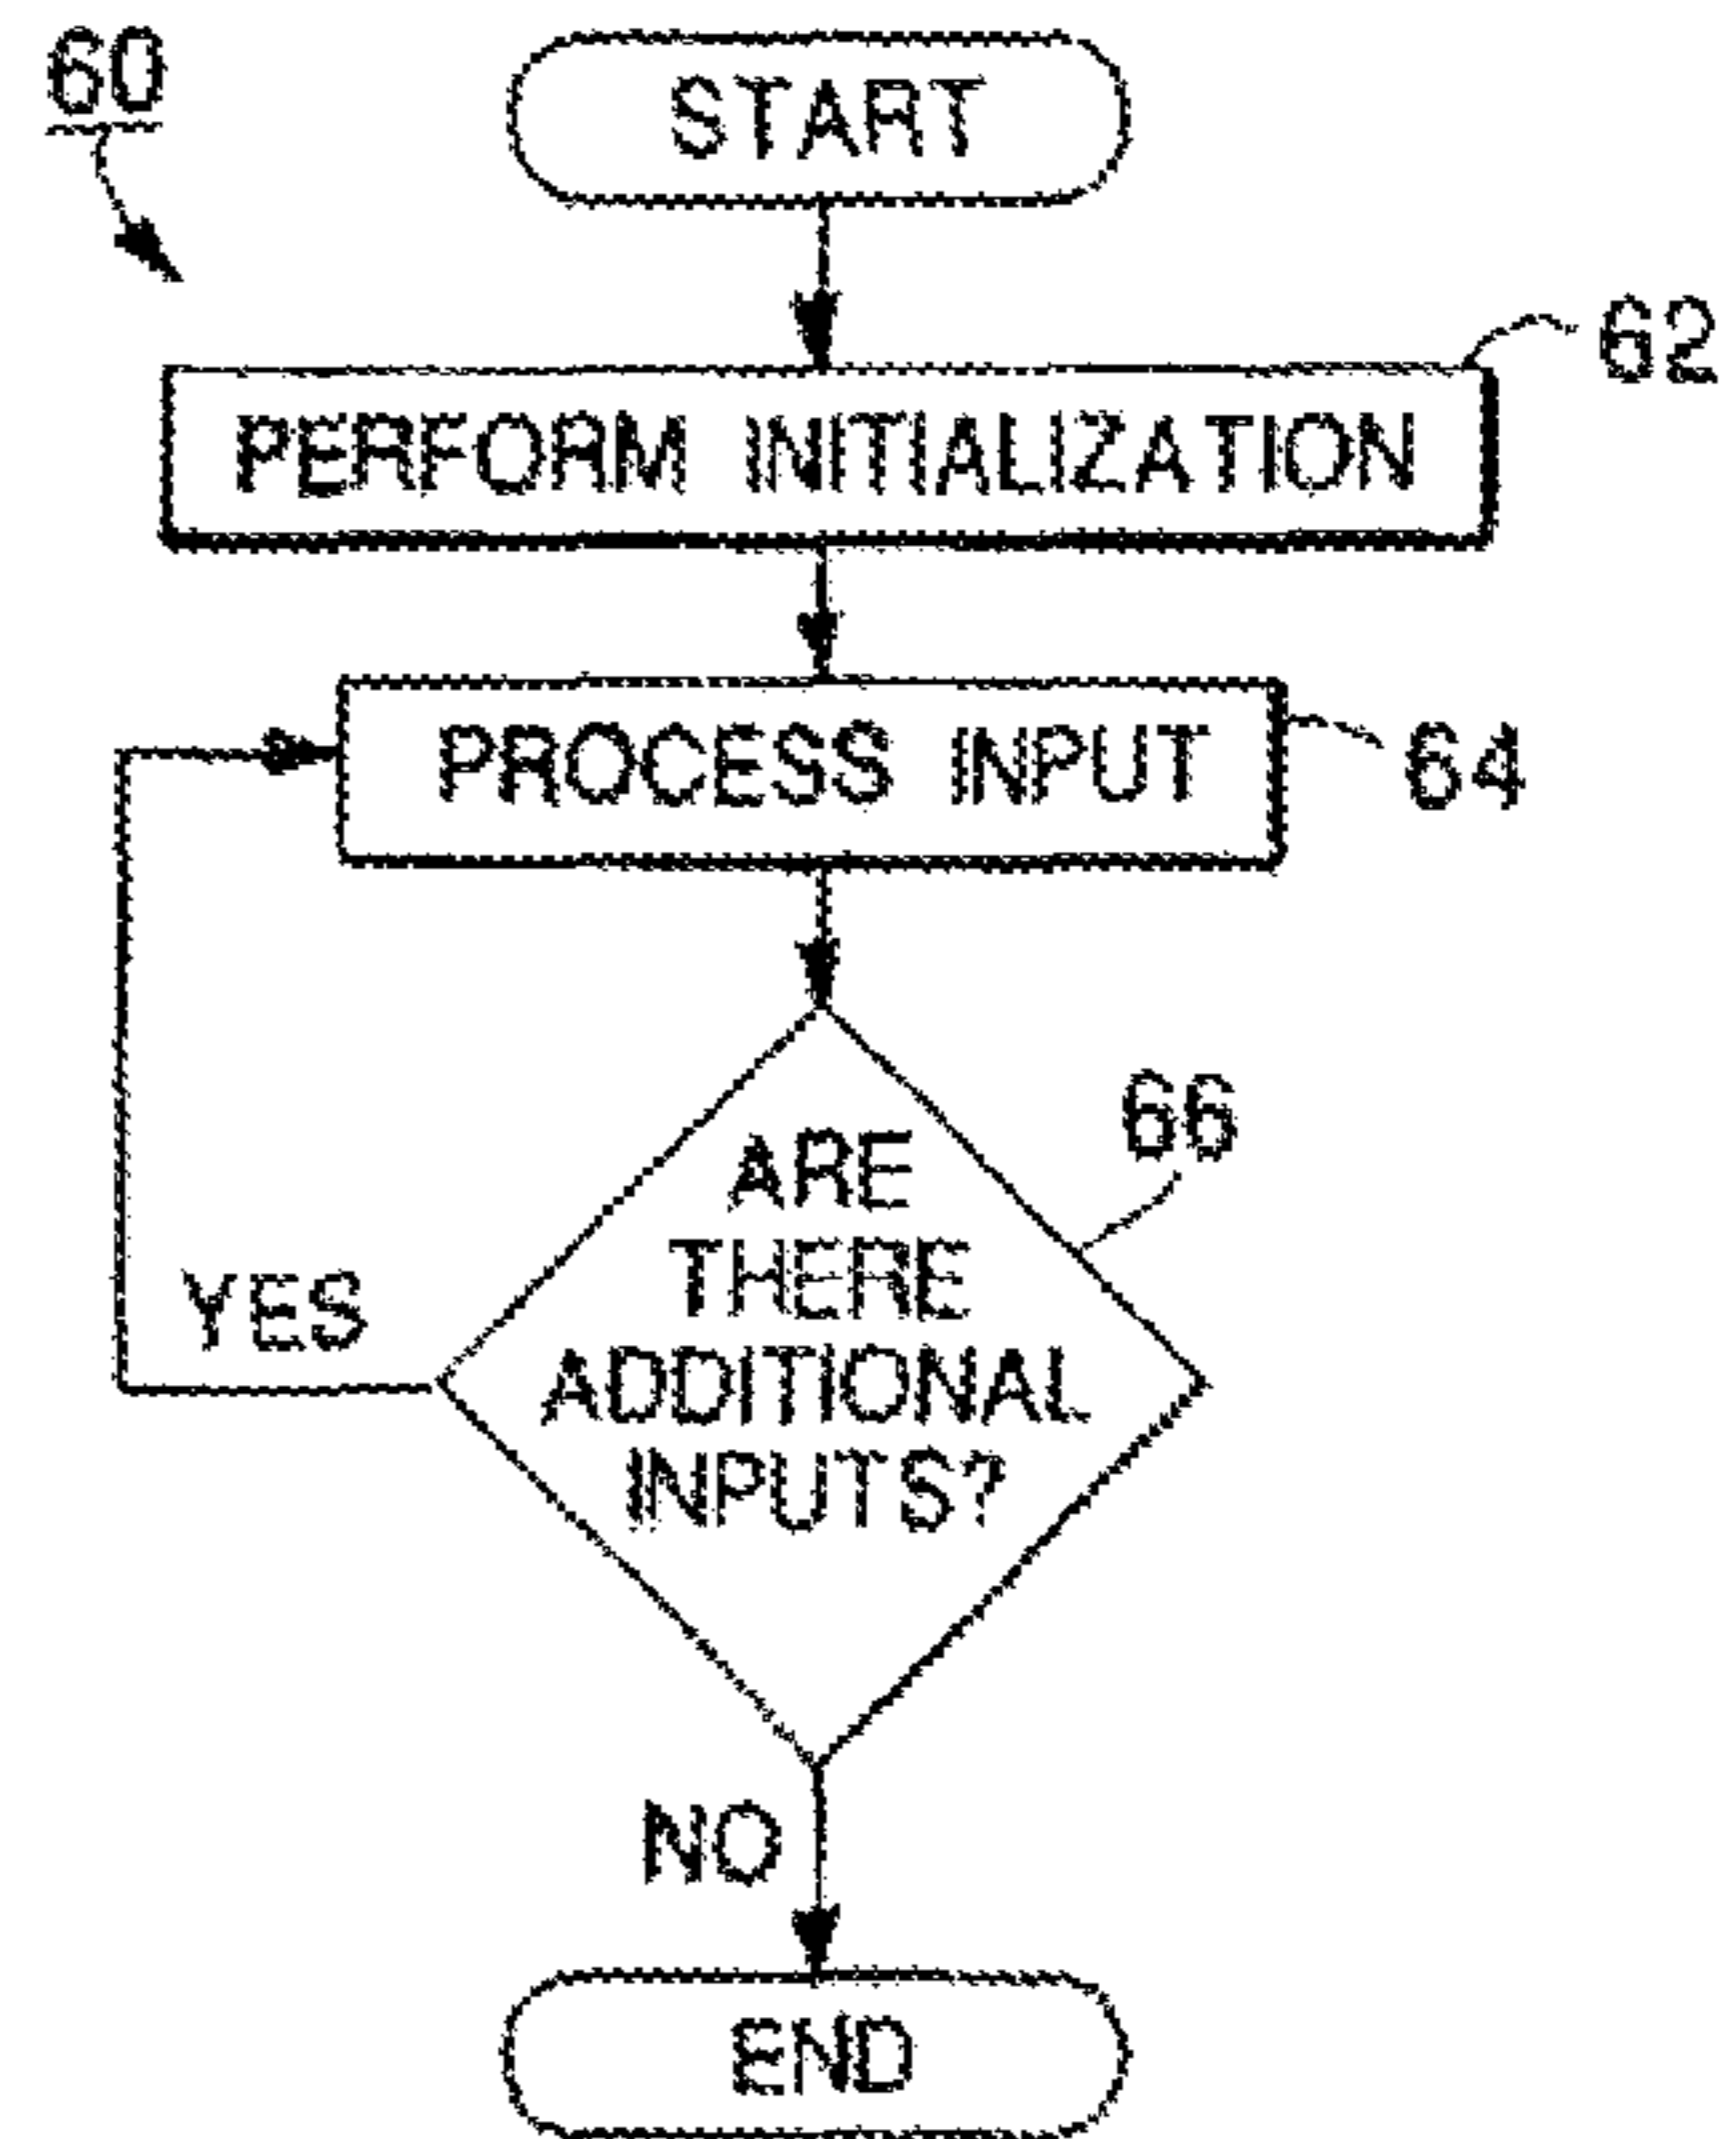 60
START
62
PERFORM INITIALIZATION
PROCESS INPUT
64
66
ARE
THERE
ADDITIONAL
INPUTS?
YES
NO
END